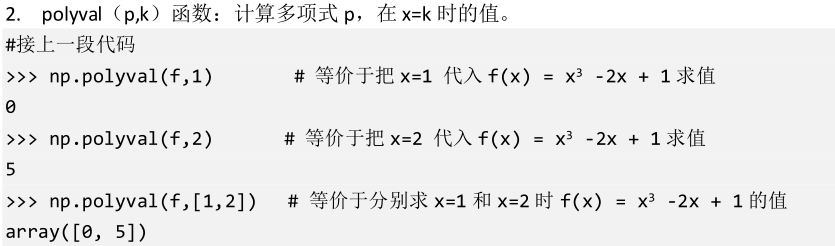 2. polyval（p,k）函数：计算多项式 p，在 x=k 时的值。
#接上一段代码
>>> np.polyval(f,1)        # 等价于把 x=1 代入 f(x) = x³ -2x + 1 求值
0
>>> np.polyval(f,2)       # 等价于把 x=2 代入 f(x) = x³ -2x + 1 求值
5
>>> np.polyval(f,[1,2])   # 等价于分别求 x=1 和 x=2 时 f(x) = x³ -2x + 1 的值
array([0, 5])